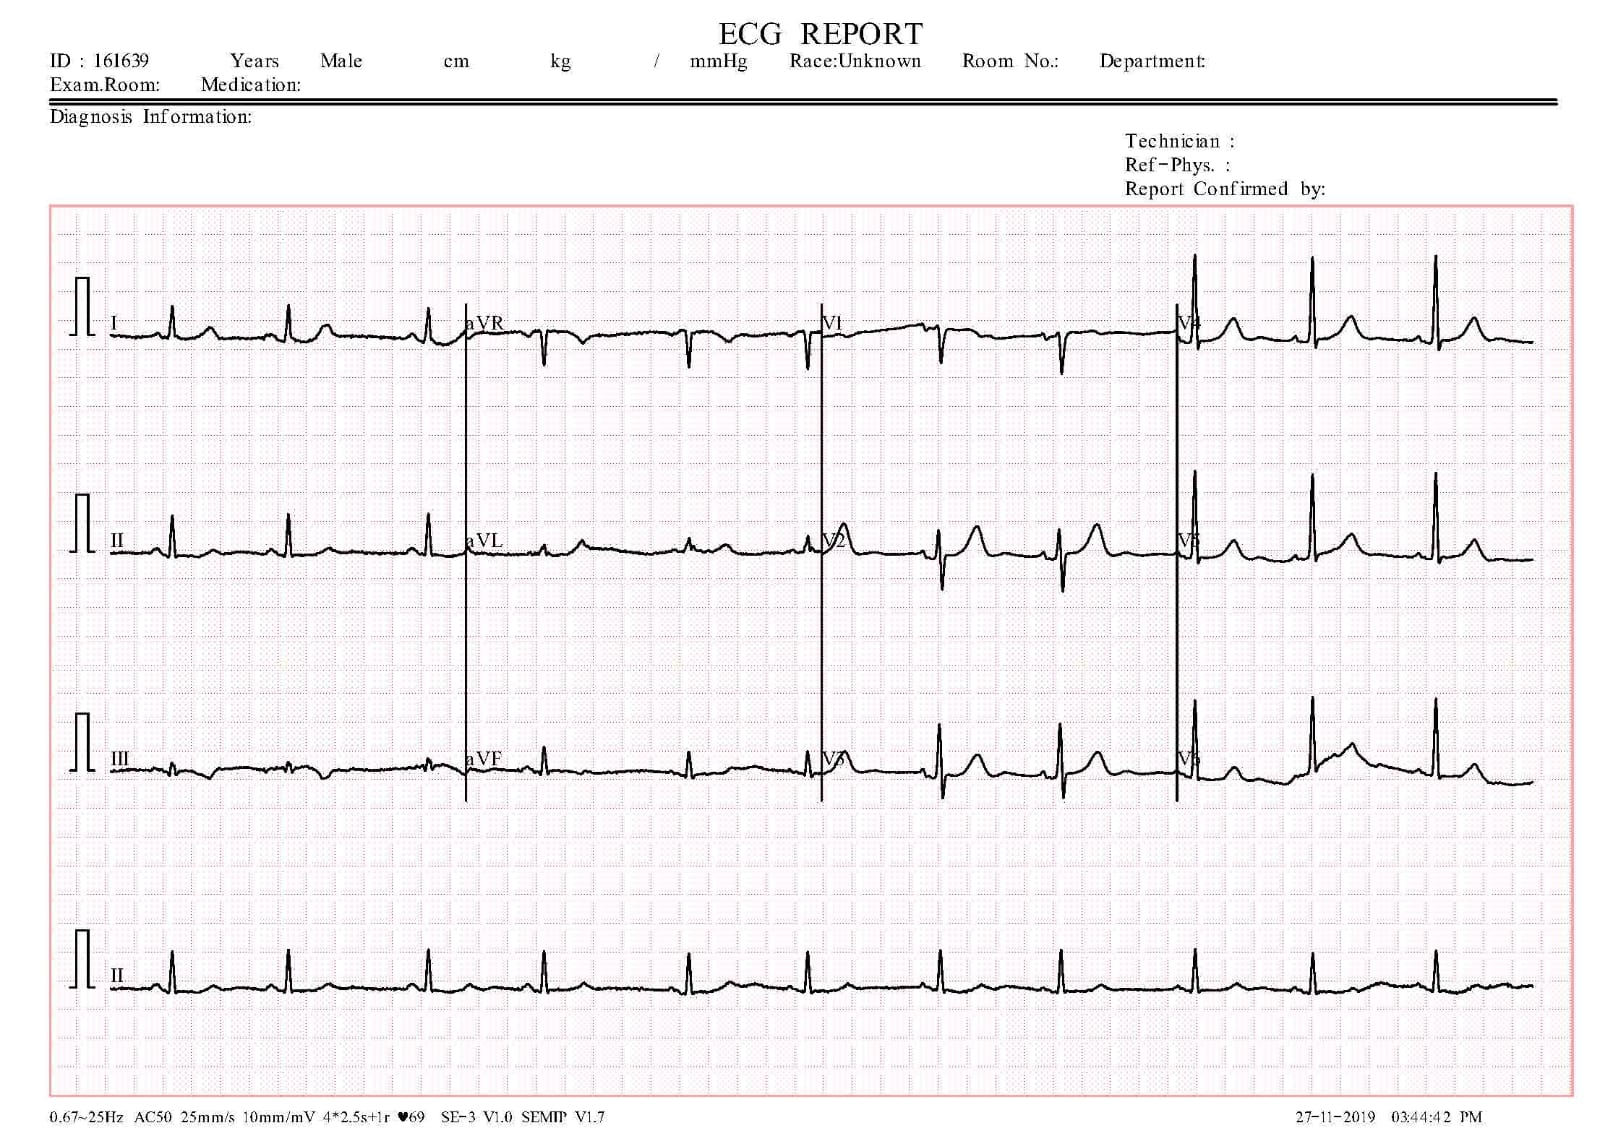 ECG REPORT
ID : 161639 Years Male cm kg / mmHg Race:Unknown Room No.: Department:
Exam.Room: Medication:
Diagnosis Information:
Technician :
Ref-Phys. :
Report Confirmed by:
I aVR V1 V4
II aVL V2 V5
III aVF V3 V6
II
0.67~25Hz AC50 25mm/s 10mm/mV 4*2.5s+1r ♥69 SE-3 V1.0 SEMIP V1.7 27-11-2019 03:44:42 PM